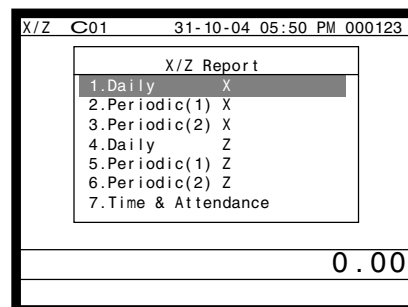 X/Z C01 31-10-04 05:50 PM 000123
X/Z Report
1.Daily X
2.Periodic(1) X
3.Periodic(2) X
4.Daily Z
5.Periodic(1) Z
6.Periodic(2) Z
7.Time & Attendance
0.00